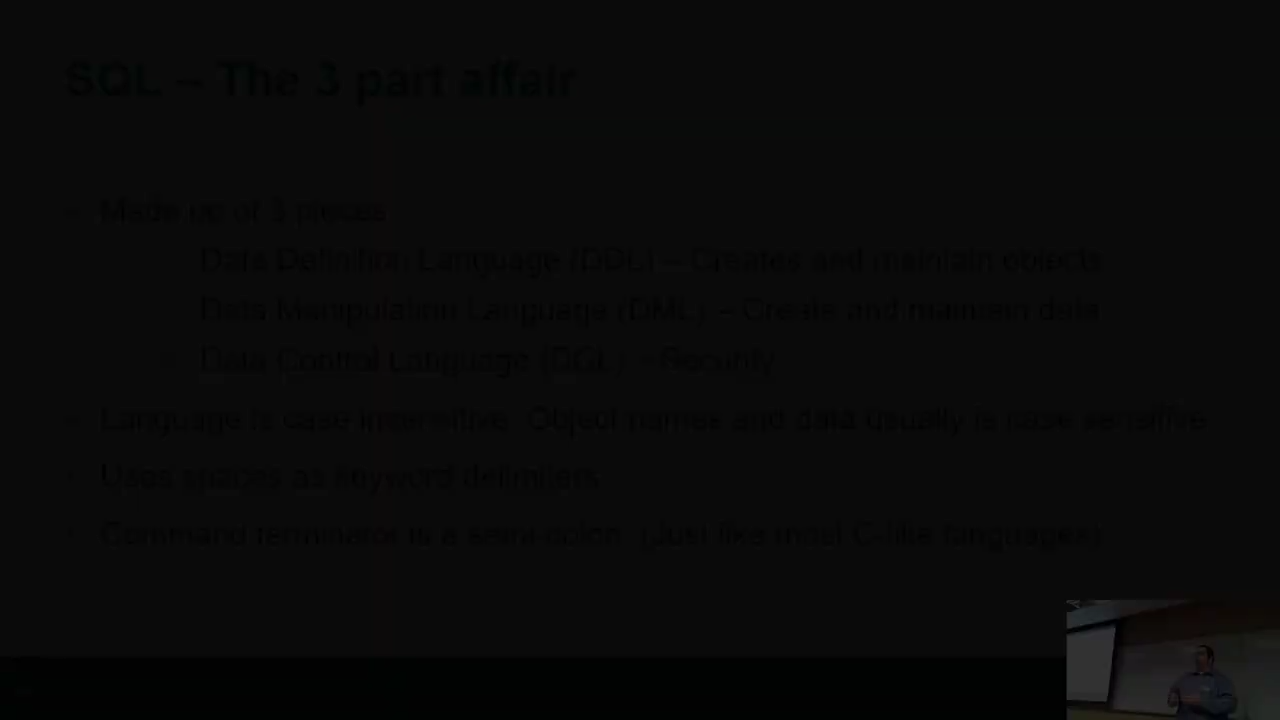 SQL – The 3 part affair
Made up of 3 pieces
Data Definition Language (DDL) – Creates and maintain objects
Data Manipulation Language (DML) – Create and maintain data
Data Control Language (DCL) – Security
Language is case insensitive. Object names and data usually is case sensitive
Uses spaces as keyword delimiters
Command terminator is a semi-colon. (Just like most C-like languages)